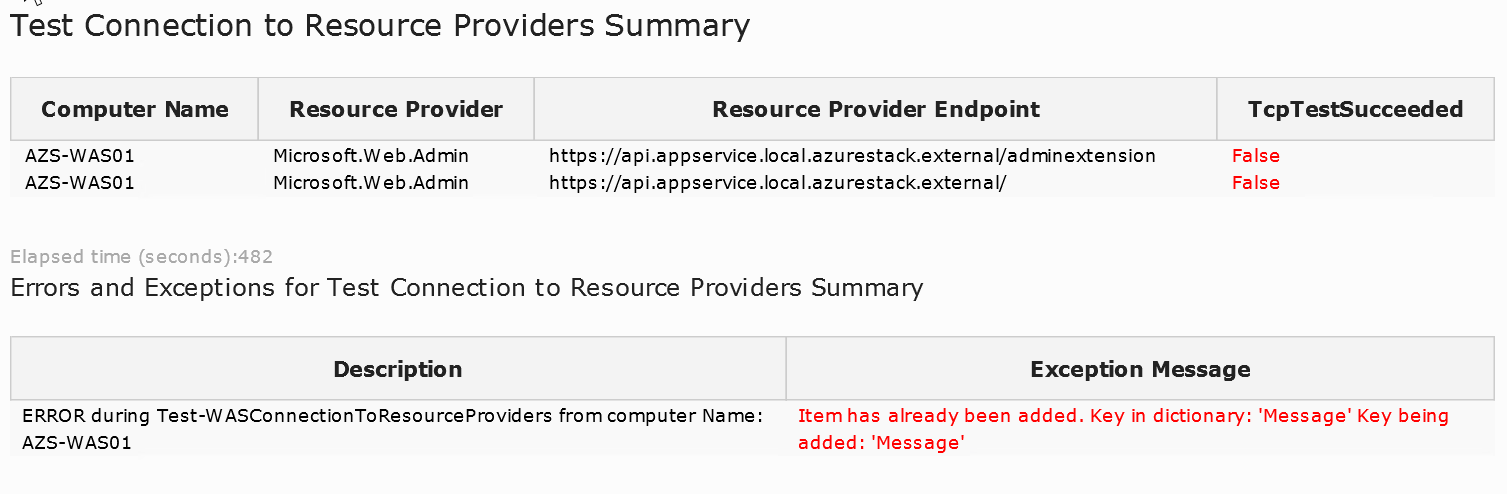 Test Connection to Resource Providers Summary
Computer Name Resource Provider Resource Provider Endpoint TcpTestSucceeded
AZS-WAS01 Microsoft.Web.Admin https://api.appservice.local.azurestack.external/adminextension False
AZS-WAS01 Microsoft.Web.Admin https://api.appservice.local.azurestack.external/ False
Elapsed time (seconds):482
Errors and Exceptions for Test Connection to Resource Providers Summary
Description Exception Message
ERROR during Test-WASConnectionToResourceProviders from computer Name: Item has already been added. Key in dictionary: 'Message' Key being
AZS-WAS01 added: 'Message'